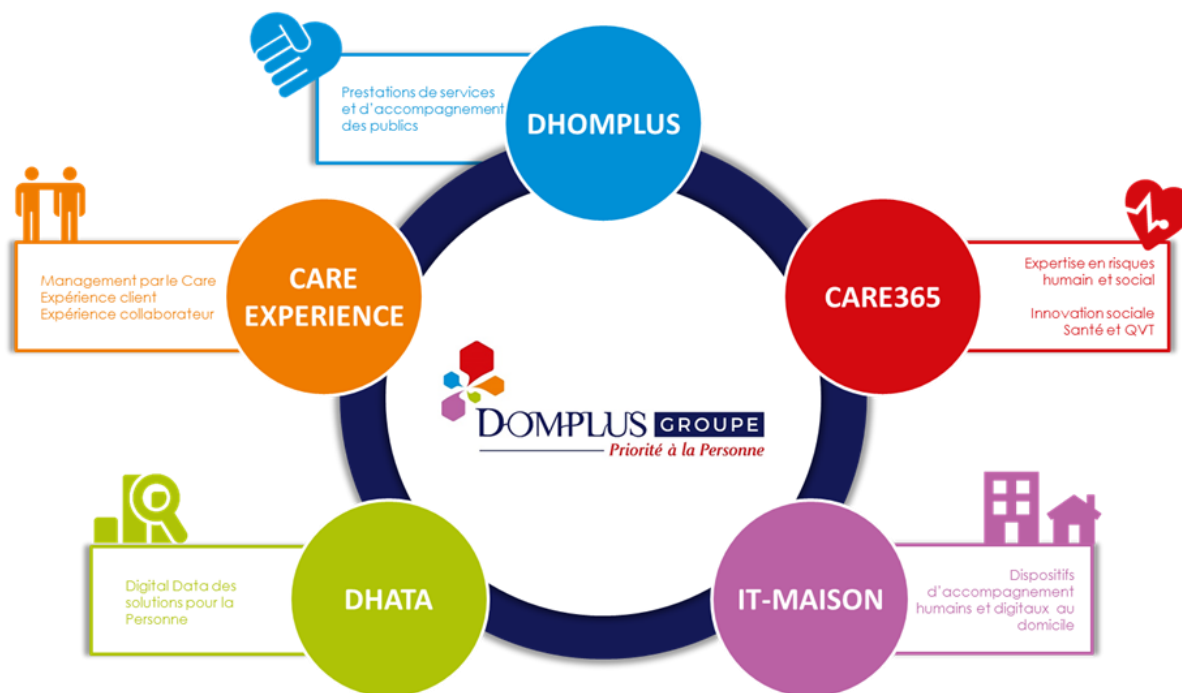 Prestations de services
et d'accompagnement
des publics
DHOMPLUS
Management par le Care
Expérience client
Expérience collaborateur
CARE
EXPERIENCE
CARE365
Expertise en risques
humain et social
Innovation sociale
Santé et QVT
DOMPLUS GROUPE
Priorité à la Personne
Digital Data des
solutions pour la
Personne
DHATA
IT-MAISON
Dispositifs
d'accompagnement
humains et digitaux au
domicile